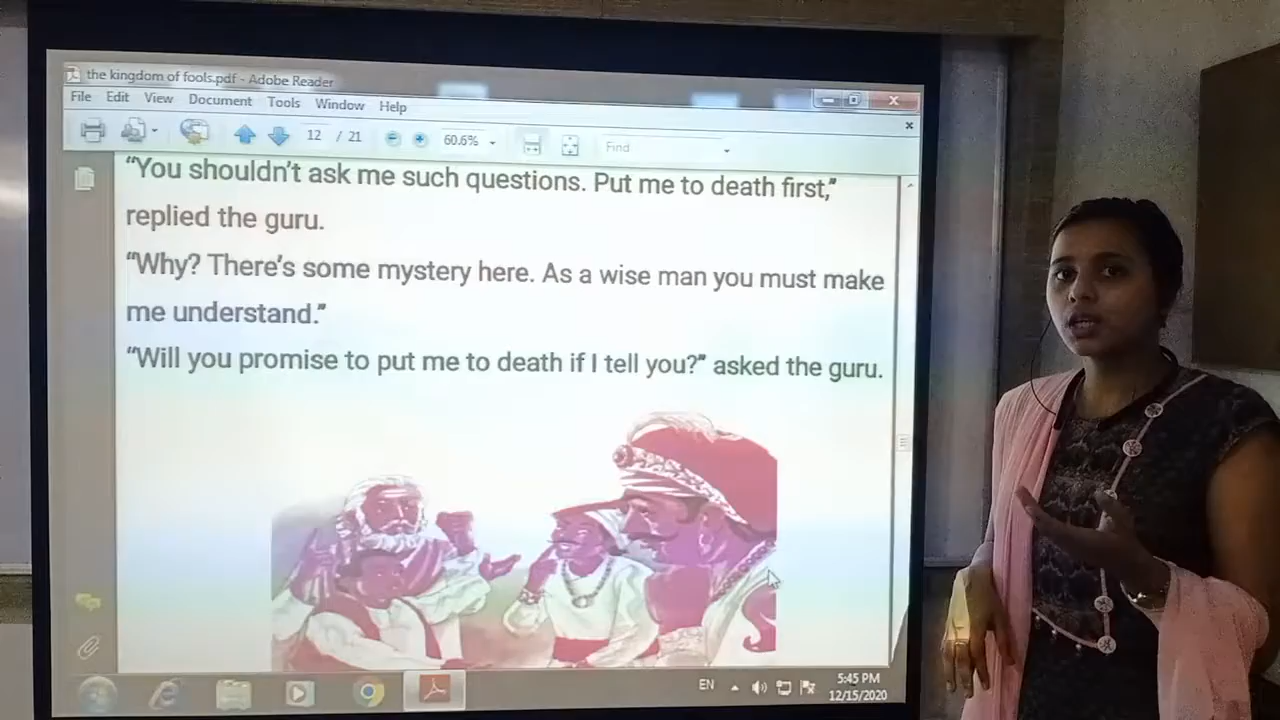 the kingdom of fools.pdf - Adobe Reader
File Edit View Document Tools Window Help
12 / 21 60.6% Find
“You shouldn't ask me such questions. Put me to death first,”
replied the guru.
“Why? There's some mystery here. As a wise man you must make
me understand.”
“Will you promise to put me to death if I tell you?” asked the guru.
EN
5:45 PM
12/15/2020